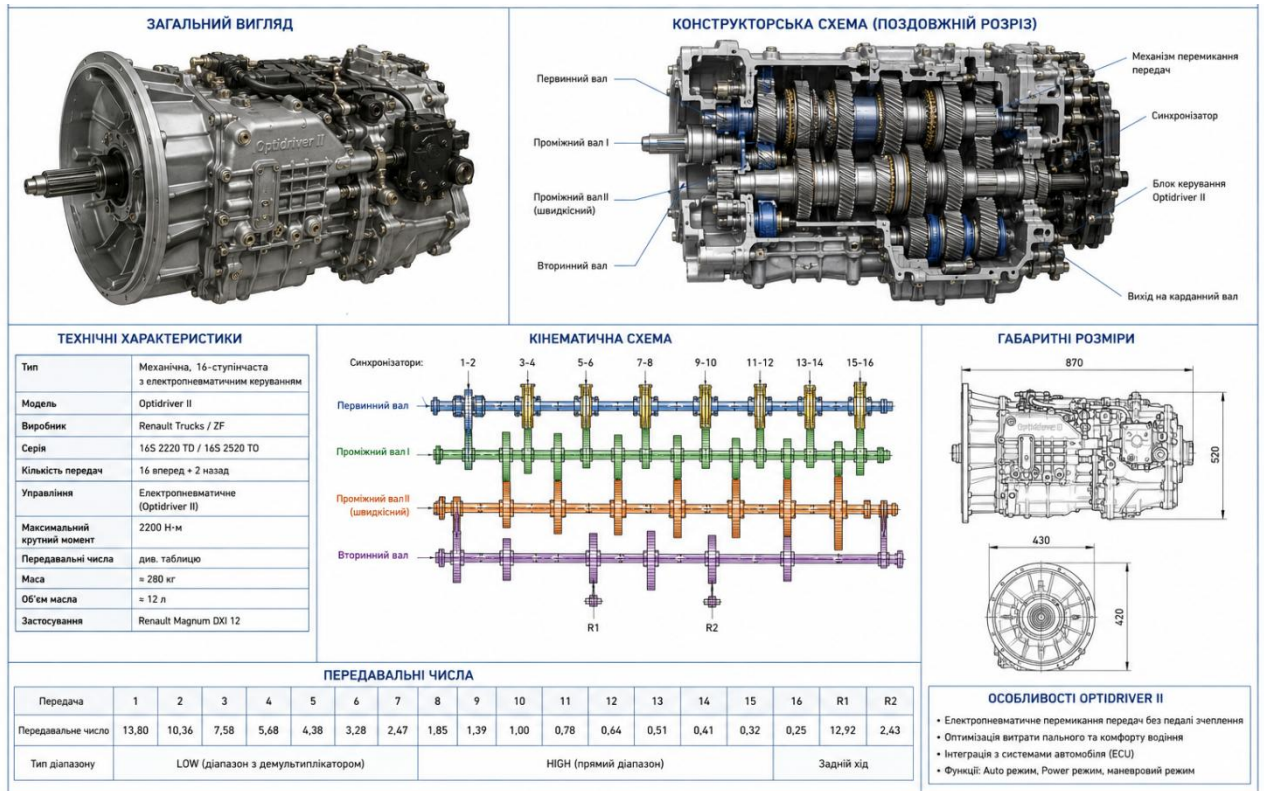 ЗАГАЛЬНИЙ ВИГЛЯД
Optidriver II
КОНСТРУКТОРСЬКА СХЕМА (ПОЗДОВЖНІЙ РОЗРІЗ)
Первинний вал
Проміжний вал I
Проміжний вал II
(швидкісний)
Вторинний вал
Механізм перемикання
передач
Синхронізатор
Блок керування
Optidriver II
Вихід на карданний вал
ТЕХНІЧНІ ХАРАКТЕРИСТИКИ
Тип Механічна, 16-ступінчаста
з електропневматичним керуванням
Модель Optidriver II
Виробник Renault Trucks / ZF
Серія 16S 2220 TD / 16S 2520 TO
Кількість передач 16 вперед + 2 назад
Управління Електропневматичне
(Optidriver II)
Максимальний
крутний момент 2200 Н·м
Передавальні числа див. таблицю
Маса ≈ 280 кг
Об'єм масла ≈ 12 л
Застосування Renault Magnum DXI 12
КІНЕМАТИЧНА СХЕМА
Синхронізатори: 1-2 3-4 5-6 7-8 9-10 11-12 13-14 15-16
Первинний вал
Проміжний вал I
Проміжний вал II
(швидкісний)
Вторинний вал
R1 R2
ГАБАРИТНІ РОЗМІРИ
870
Optidriver II
520
430
420
ПЕРЕДАВАЛЬНІ ЧИСЛА
Передача 1 2 3 4 5 6 7 8 9 10 11 12 13 14 15 16 R1 R2
Передавальне число 13,80 10,36 7,58 5,68 4,38 3,28 2,47 1,85 1,39 1,00 0,78 0,64 0,51 0,41 0,32 0,25 12,92 2,43
Тип діапазону LOW (діапазон з демультиплікатором) HIGH (прямий діапазон) Задній хід
ОСОБЛИВОСТІ OPTIDRIVER II
• Електропневматичне перемикання передач без педалі зчеплення
• Оптимізація витрати пального та комфорту водіння
• Інтеграція з системами автомобіля (ECU)
• Функції: Auto режим, Power режим, маневровий режим